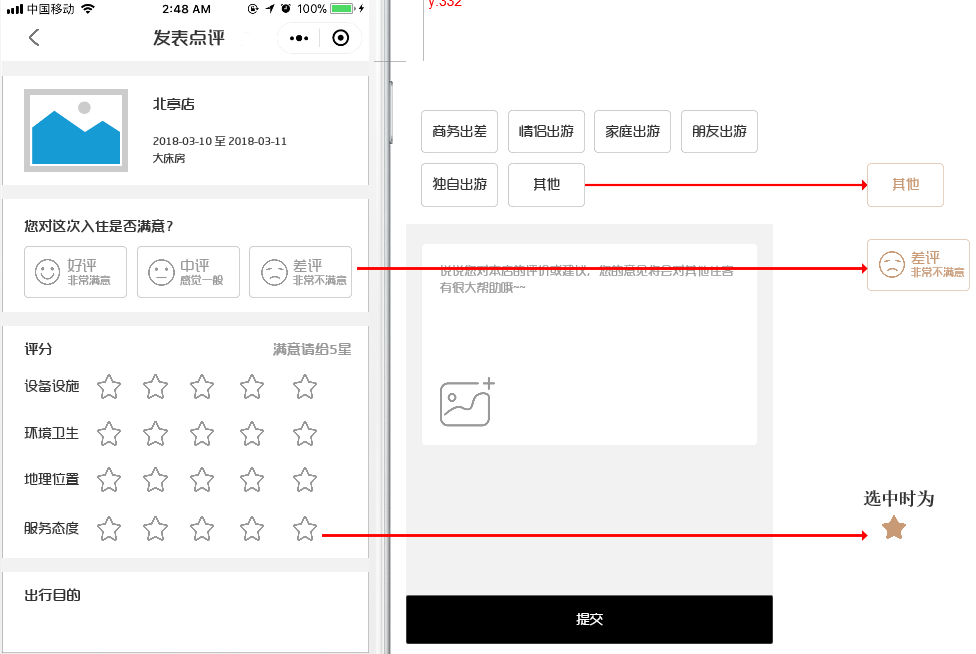 中国移动 2:48 AM 100%
发表点评
北亭店
2018-03-10 至 2018-03-11
大床房
您对这次入住是否满意?
好评
非常满意
中评
感觉一般
差评
非常不满意
评分 满意请给5星
设备设施
环境卫生
地理位置
服务态度
出行目的
y:332
商务出差 情侣出游 家庭出游 朋友出游
独自出游 其他
其他
说说您对本店的评价或建议，您的意见将会对其他住客
有很大帮助哦~~
差评
非常不满意
选中时为
提交